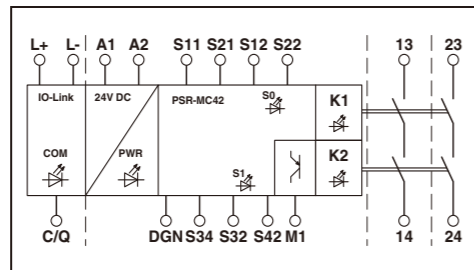 L+ L- A1 A2 S11 S21 S12 S22 13 23
IO-Link 24V DC PSR-MC42 S0 K1
COM PWR S1 K2
C/Q DGN S34 S32 S42 M1 14 24